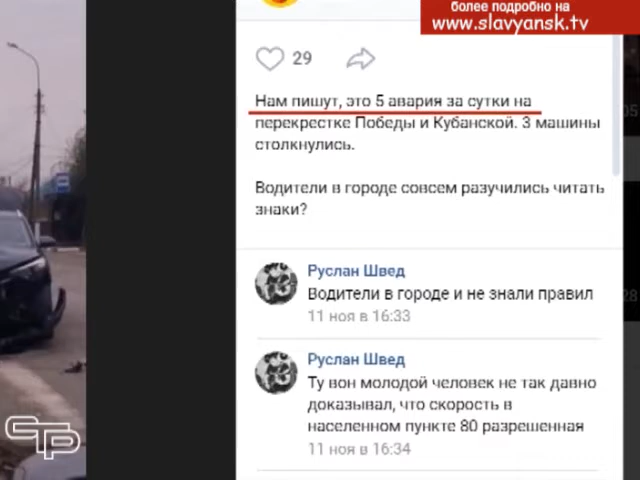 более подробно на
www.slavyansk.tv
29
Нам пишут, это 5 авария за сутки на
перекрестке Победы и Кубанской. 3 машины
столкнулись.
Водители в городе совсем разучились читать
знаки?
Руслан Швед
Водители в городе и не знали правил
11 ноя в 16:33
Руслан Швед
Ту вон молодой человек не так давно
доказывал, что скорость в
населенном пункте 80 разрешенная
11 ноя в 16:34
СТР